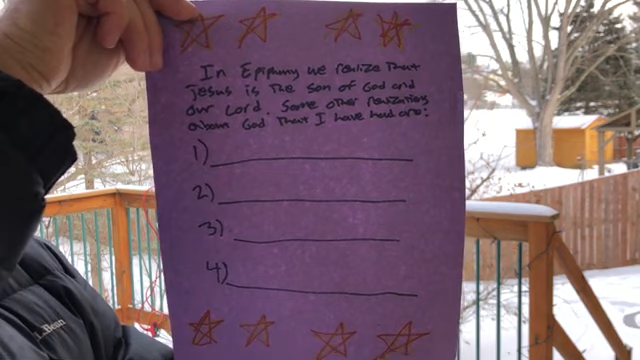 In Epiphany we realize that
Jesus is the son of God and
our Lord. Some other realizations
about God that I have had are:
1)
2)
3)
4)
L.L.Bean